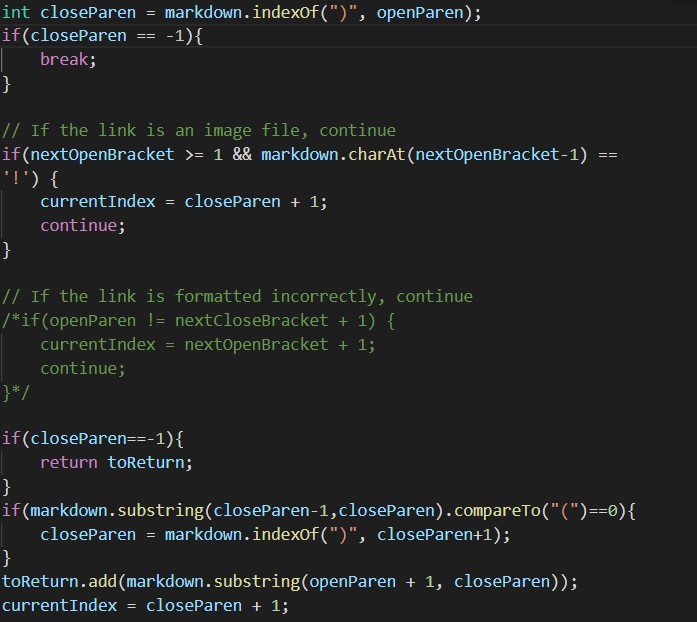 int closeParen = markdown.indexOf(")", openParen);
if(closeParen == -1){
    break;
}

// If the link is an image file, continue
if(nextOpenBracket >= 1 && markdown.charAt(nextOpenBracket-1) ==
'!') {
    currentIndex = closeParen + 1;
    continue;
}

// If the link is formatted incorrectly, continue
/*if(openParen != nextCloseBracket + 1) {
    currentIndex = nextOpenBracket + 1;
    continue;
}*/

if(closeParen==-1){
    return toReturn;
}
if(markdown.substring(closeParen-1,closeParen).compareTo("(")==0){
    closeParen = markdown.indexOf(")", closeParen+1);
}
toReturn.add(markdown.substring(openParen + 1, closeParen));
currentIndex = closeParen + 1;